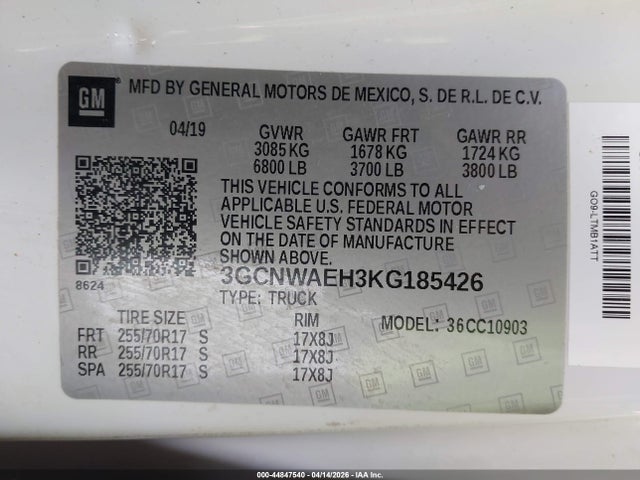 GM
MFD BY GENERAL MOTORS DE MEXICO, S. DE R.L. DE C.V.
04/19 GVWR GAWR FRT GAWR RR
3085 KG 1678 KG 1724 KG
6800 LB 3700 LB 3800 LB
THIS VEHICLE CONFORMS TO ALL
APPLICABLE U.S. FEDERAL MOTOR
VEHICLE SAFETY STANDARDS IN EFFECT
ON THE DATE OF MANUFACTURE
SHOWN ABOVE.
8624
3GCNWAEH3KG185426
TYPE: TRUCK
TIRE SIZE RIM MODEL: 36CC10903
FRT 255/70R17 S 17X8J
RR 255/70R17 S 17X8J
SPA 255/70R17 S 17X8J
GO9-LTMB1ATT
000-44847540 - 04/14/2026 - IAA Inc.